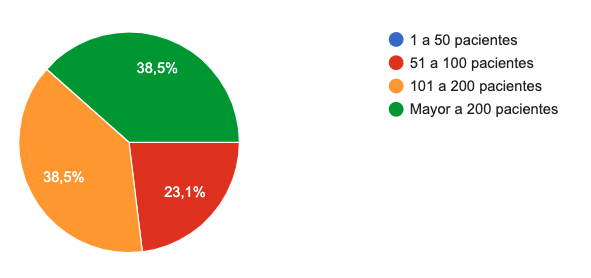 38,5%
38,5%
23,1%
1 a 50 pacientes
51 a 100 pacientes
101 a 200 pacientes
Mayor a 200 pacientes